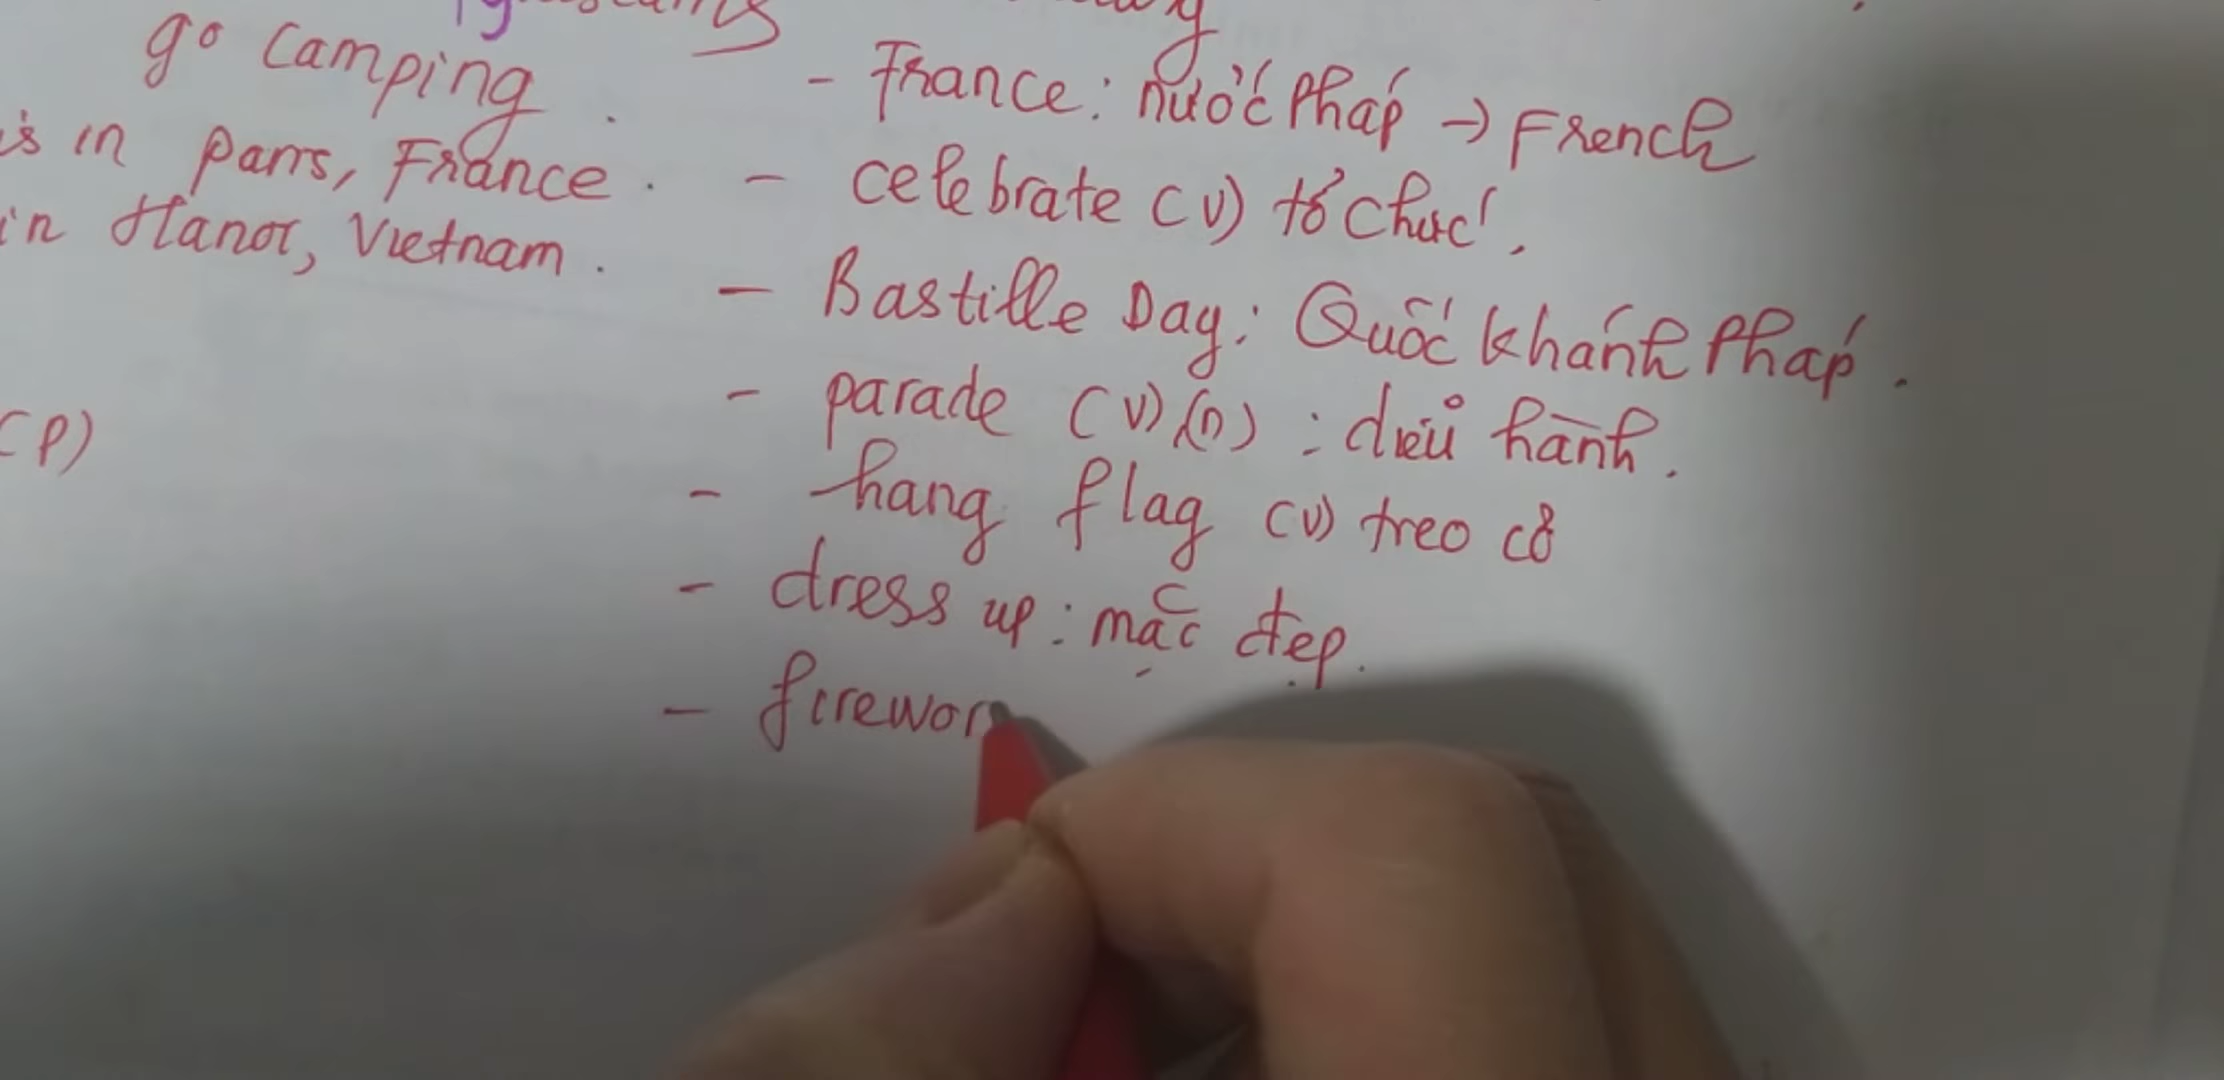 go camping.
is in Paris, France.
in Hanoi, Vietnam.
(P)
- France: nước Pháp → French
- celebrate (v) tổ chức.
- Bastille Day: Quốc khánh Pháp.
- parade (v)(n): diễu hành.
- hang flag (v) treo cờ
- dress up: mặc đẹp.
- firewor